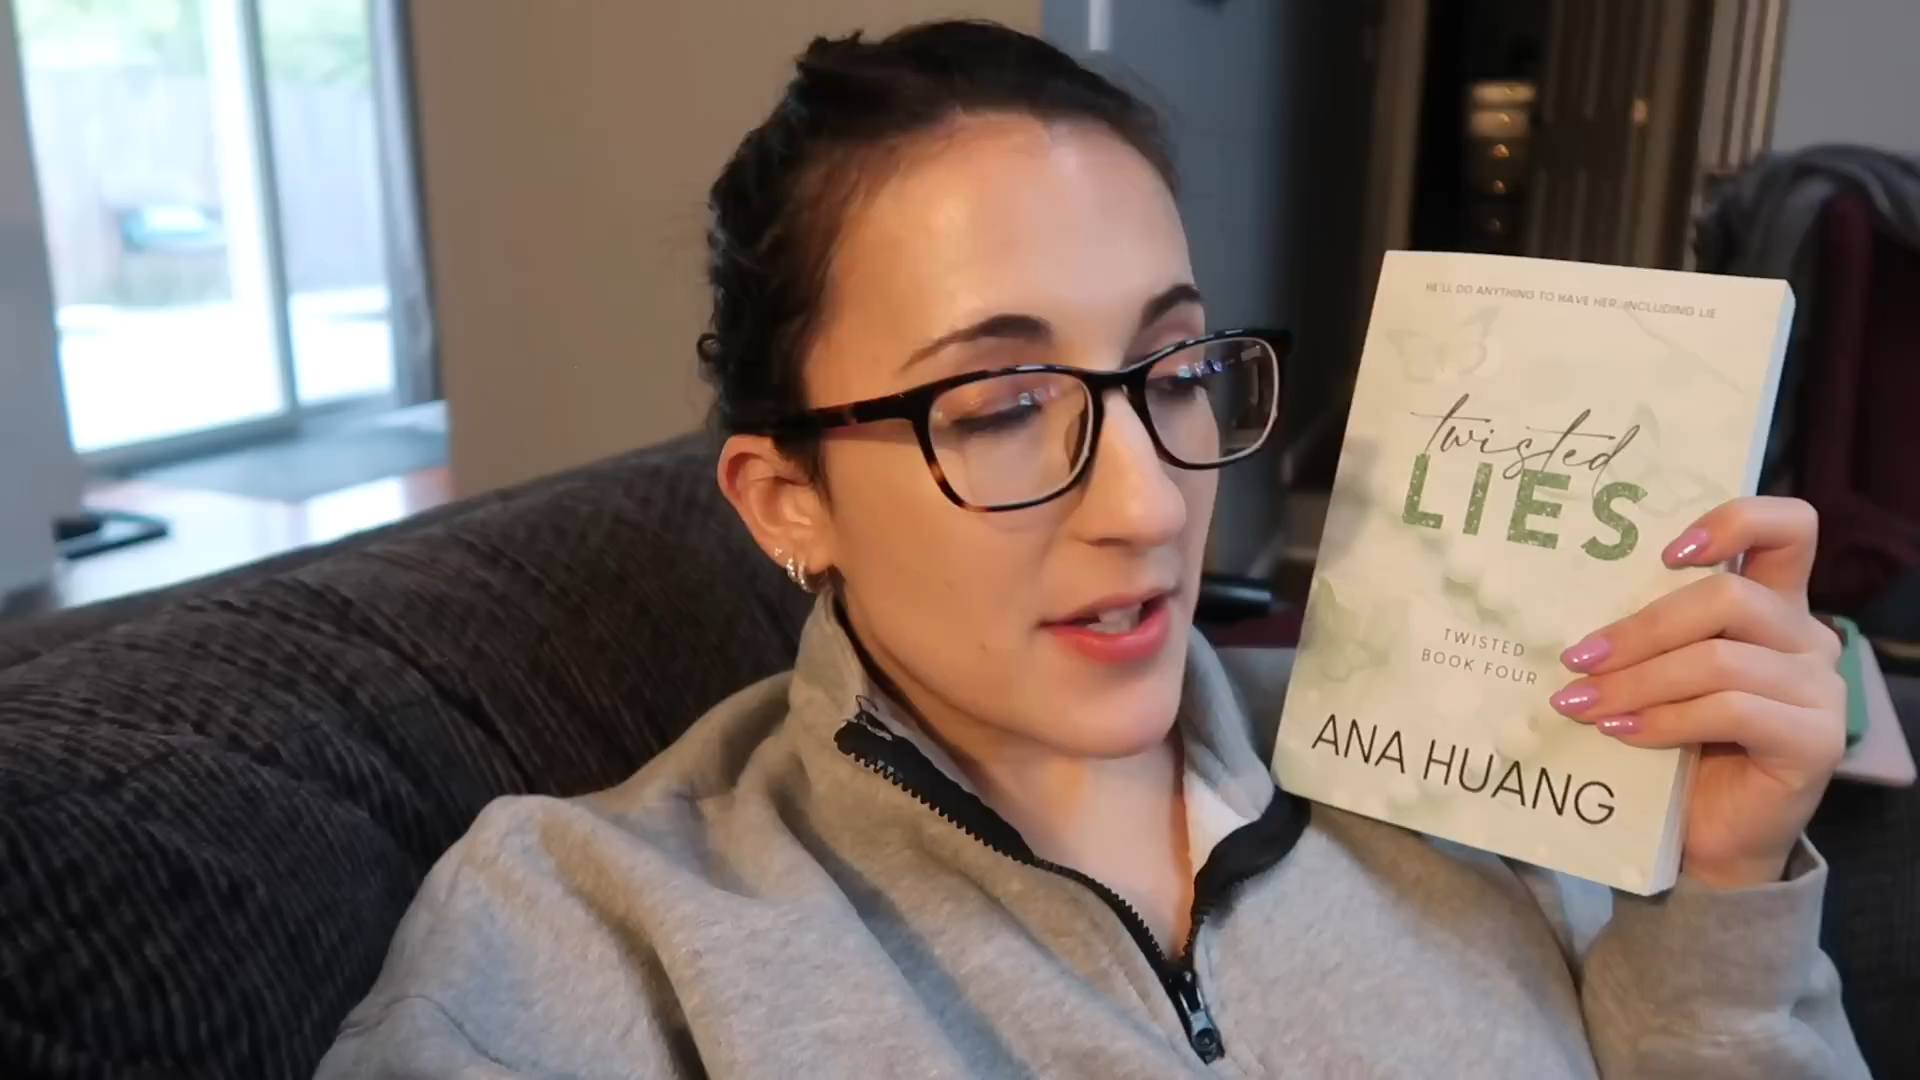 HE'LL DO ANYTHING TO HAVE HER...INCLUDING LIE
twisted
LIES
TWISTED
BOOK FOUR
ANA HUANG